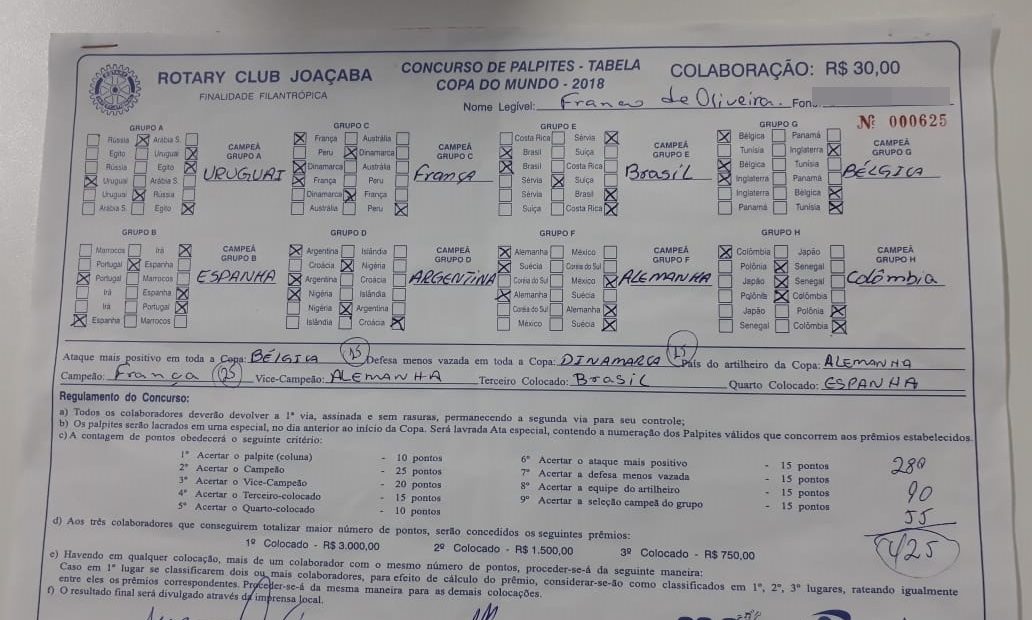 ROTARY CLUB JOAÇABA
FINALIDADE FILANTRÓPICA
CONCURSO DE PALPITES - TABELA
COPA DO MUNDO - 2018
COLABORAÇÃO: R$ 30,00
Nome Legível: Franco de Oliveira. Fon
Nº 000625
GRUPO A
Rússia Arábia S.
Egito Uruguai
Rússia Egito
Uruguai Arábia S.
Uruguai Rússia
Arábia S. Egito
CAMPEÃ
GRUPO A
URUGUAI
GRUPO C
França Austrália
Peru Dinamarca
Dinamarca Austrália
França Peru
Dinamarca França
Austrália Peru
CAMPEÃ
GRUPO C
França
GRUPO E
Costa Rica Sérvia
Brasil Suíça
Brasil Costa Rica
Sérvia Suíça
Sérvia Brasil
Suíça Costa Rica
CAMPEÃ
GRUPO E
Brasil
GRUPO G
Bélgica Panamá
Tunísia Inglaterra
Bélgica Tunísia
Inglaterra Panamá
Inglaterra Bélgica
Panamá Tunísia
CAMPEÃ
GRUPO G
BÉLGICA
GRUPO B
Marrocos Irã
Portugal Espanha
Portugal Marrocos
Irã Espanha
Irã Portugal
Espanha Marrocos
CAMPEÃ
GRUPO B
ESPANHA
GRUPO D
Argentina Islândia
Croácia Nigéria
Argentina Croácia
Nigéria Islândia
Nigéria Argentina
Islândia Croácia
CAMPEÃ
GRUPO D
ARGENTINA
GRUPO F
Alemanha México
Suécia Coréia do Sul
Coréia do Sul México
Alemanha Suécia
Coréia do Sul Alemanha
México Suécia
CAMPEÃ
GRUPO F
ALEMANHA
GRUPO H
Colômbia Japão
Polônia Senegal
Japão Senegal
Polônia Colômbia
Japão Polônia
Senegal Colômbia
CAMPEÃ
GRUPO H
Colômbia
Ataque mais positivo em toda a Copa: BÉLGICA 15 Defesa menos vazada em toda a Copa: DINAMARCA 15 País do artilheiro da Copa: ALEMANHA
Campeão: França 25 Vice-Campeão: ALEMANHA Terceiro Colocado: Brasil Quarto Colocado: ESPANHA
Regulamento do Concurso:
a) Todos os colaboradores deverão devolver a 1ª via, assinada e sem rasuras, permanecendo a segunda via para seu controle;
b) Os palpites serão lacrados em urna especial, no dia anterior ao início da Copa. Será lavrada Ata especial, contendo a numeração dos Palpites válidos que concorrem aos prêmios estabelecidos.
c) A contagem de pontos obedecerá o seguinte critério:
1º Acertar o palpite (coluna) - 10 pontos
2º Acertar o Campeão - 25 pontos
3º Acertar o Vice-Campeão - 20 pontos
4º Acertar o Terceiro-colocado - 15 pontos
5º Acertar o Quarto-colocado - 10 pontos
6º Acertar o ataque mais positivo - 15 pontos
7º Acertar a defesa menos vazada - 15 pontos
8º Acertar a equipe do artilheiro - 15 pontos
9º Acertar a seleção campeã do grupo - 15 pontos
280
90
55
425
d) Aos três colaboradores que conseguirem totalizar maior número de pontos, serão concedidos os seguintes prêmios:
1º Colocado - R$ 3.000,00 2º Colocado - R$ 1.500,00 3º Colocado - R$ 750,00
e) Havendo em qualquer colocação, mais de um colaborador com o mesmo número de pontos, proceder-se-á da seguinte maneira:
Caso em 1º lugar se classificarem dois ou mais colaboradores, para efeito de cálculo do prêmio, considerar-se-ão como classificados em 1º, 2º, 3º lugares, rateando igualmente
entre eles os prêmios correspondentes. Proceder-se-á da mesma maneira para as demais colocações.
f) O resultado final será divulgado através da imprensa local.